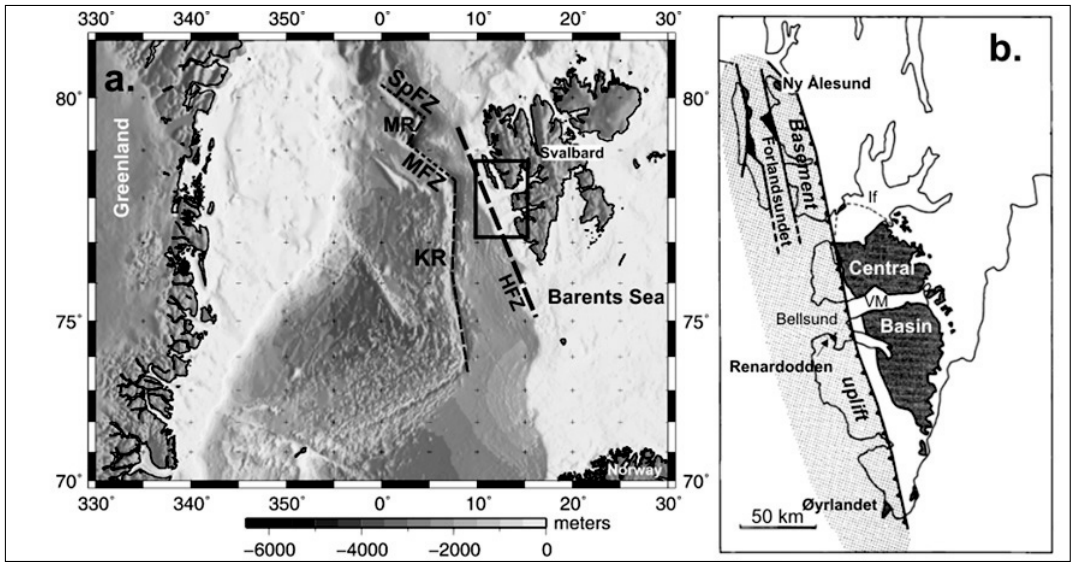 330˚ 340˚ 350˚ 0˚ 10˚ 20˚ 30˚
a.
Greenland
80˚
75˚
70˚
SpFZ
MR
MFZ
KR
HFZ
Svalbard
Barents Sea
Norway
80˚
75˚
70˚
330˚ 340˚ 350˚ 0˚ 10˚ 20˚ 30˚
meters
−6000 −4000 −2000 0
b.
Ny Ålesund
Basement
Forlandsundet
If
Central
VM
Bellsund
Basin
Renardodden
uplift
Øyrlandet
50 km